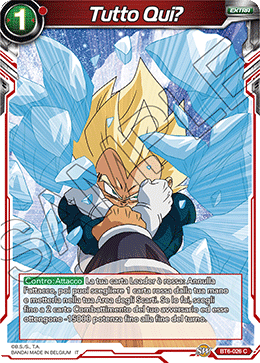 1
Tutto Qui?
EXTRA
Contro: Attacco La tua carta Leader è rossa: Annulla
l'attacco, poi puoi scegliere 1 carta rossa dalla tua mano
e metterla nella tua Area degli Scarti. Se lo fai, scegli
fino a 2 carte Combattimento del tuo avversario ed esse
ottengono -15000 potenza fino alla fine del turno.
©B.S./S., T.A.
BANDAI MADE IN BELGIUM IT
BT6-026 C